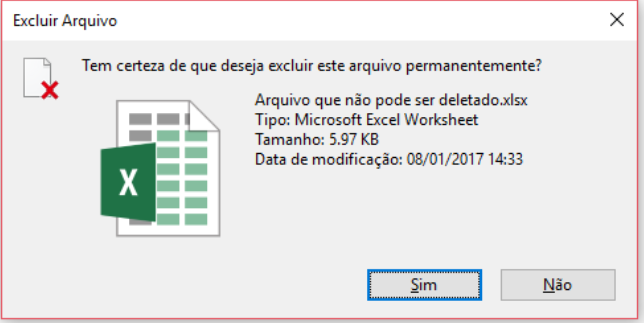 Excluir Arquivo
Tem certeza de que deseja excluir este arquivo permanentemente?
Arquivo que não pode ser deletado.xlsx
Tipo: Microsoft Excel Worksheet
Tamanho: 5.97 KB
Data de modificação: 08/01/2017 14:33
X
Sim
Não